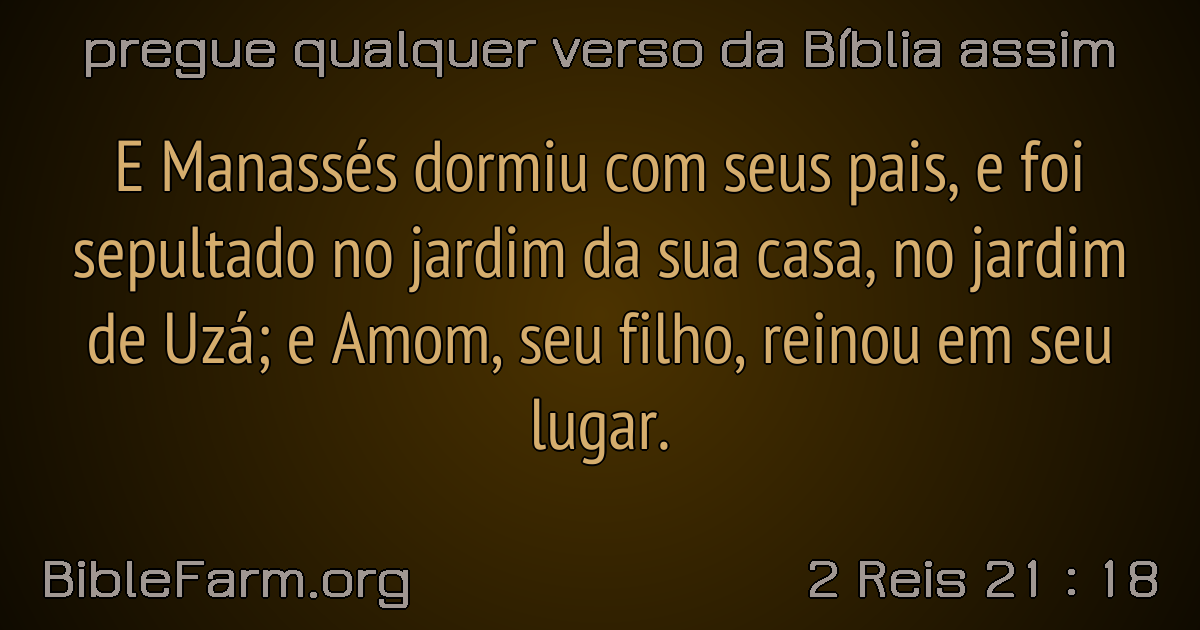 pregue qualquer verso da Bíblia assim
E Manassés dormiu com seus pais, e foi
sepultado no jardim da sua casa, no jardim
de Uzá; e Amom, seu filho, reinou em seu
lugar.
BibleFarm.org
2 Reis 21 : 18